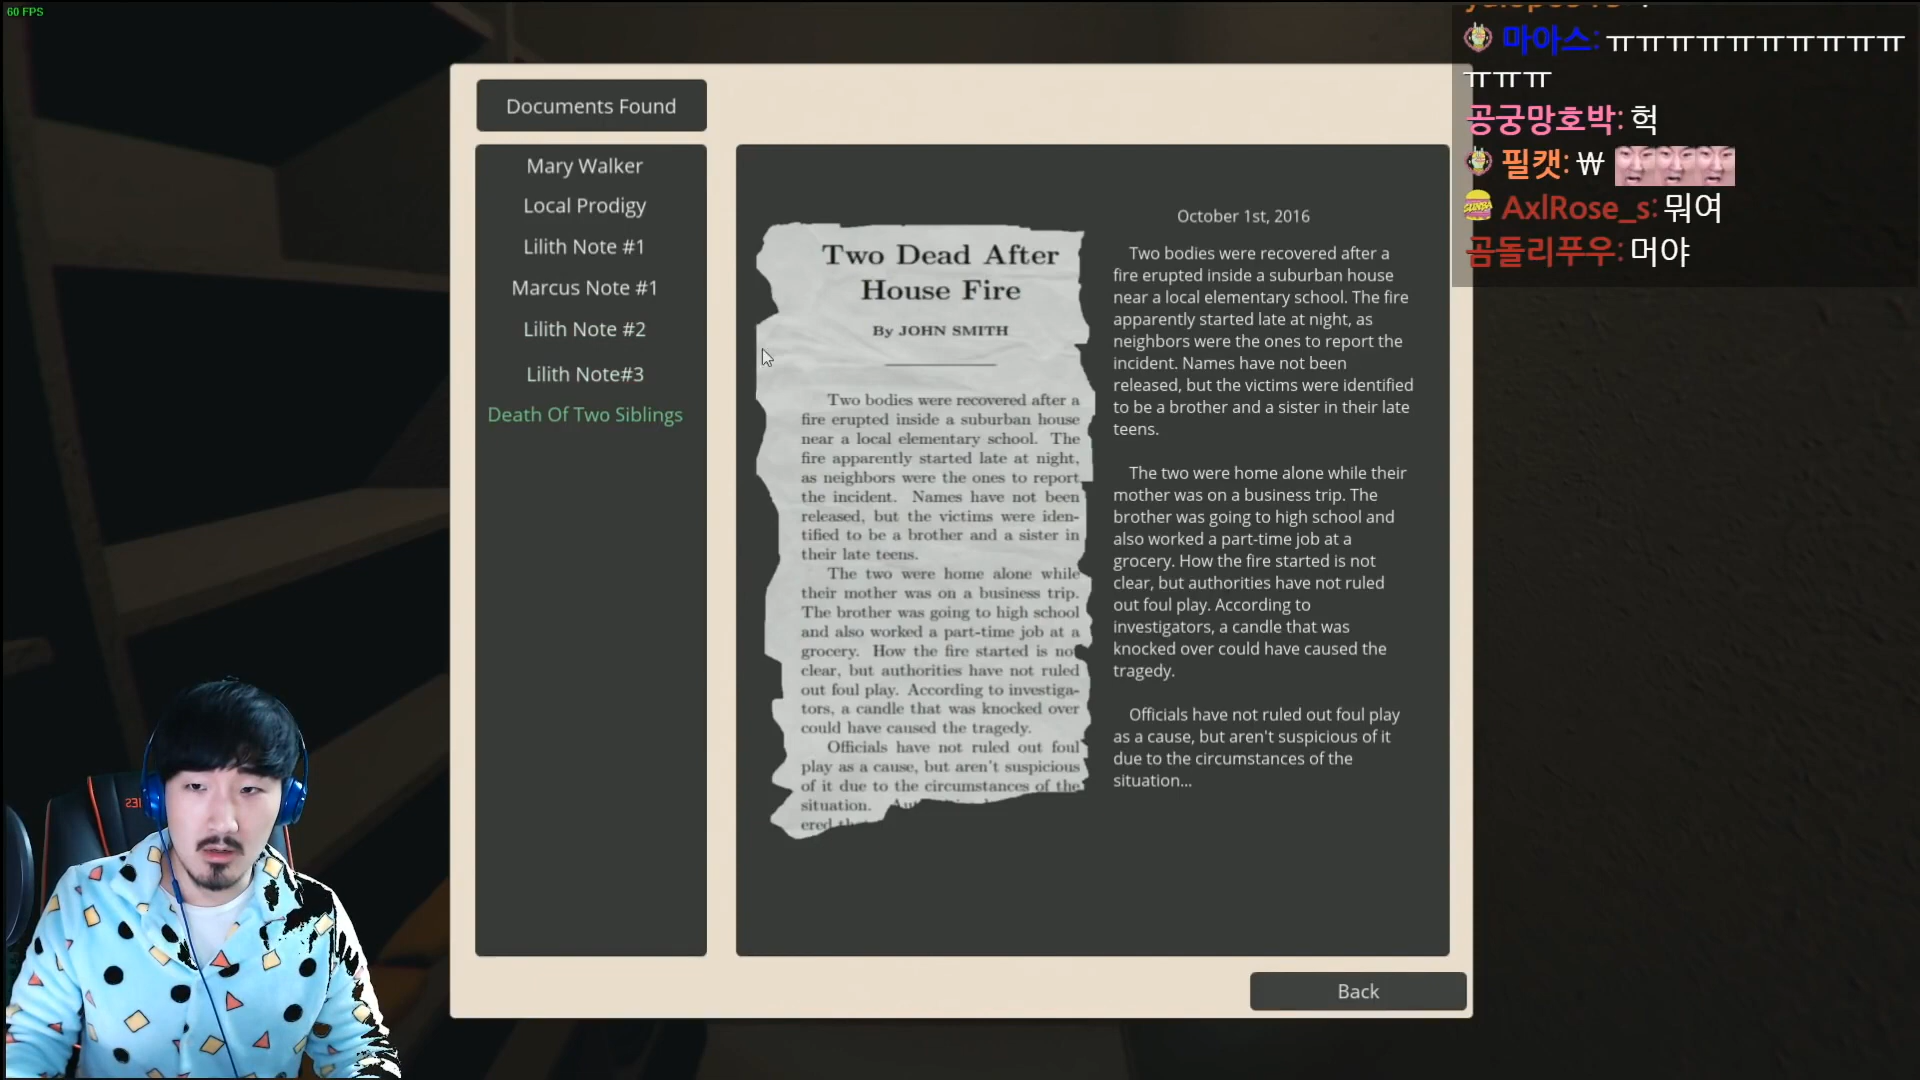 60 FPS
Documents Found
Mary Walker
Local Prodigy
Lilith Note #1
Marcus Note #1
Lilith Note #2
Lilith Note#3
Death Of Two Siblings
Two Dead After
House Fire
By JOHN SMITH
Two bodies were recovered after a
fire erupted inside a suburban house
near a local elementary school. The
fire apparently started late at night,
as neighbors were the ones to report
the incident. Names have not been
released, but the victims were iden-
tified to be a brother and a sister in
their late teens.
The two were home alone while
their mother was on a business trip.
The brother was going to high school
and also worked a part-time job at a
grocery. How the fire started is not
clear, but authorities have not ruled
out foul play. According to investiga-
tors, a candle that was knocked over
could have caused the tragedy.
Officials have not ruled out foul
play as a cause, but aren't suspicious
of it due to the circumstances of the
situation.
ered
October 1st, 2016
Two bodies were recovered after a
fire erupted inside a suburban house
near a local elementary school. The fire
apparently started late at night, as
neighbors were the ones to report the
incident. Names have not been
released, but the victims were identified
to be a brother and a sister in their late
teens.
The two were home alone while their
mother was on a business trip. The
brother was going to high school and
also worked a part-time job at a
grocery. How the fire started is not
clear, but authorities have not ruled
out foul play. According to
investigators, a candle that was
knocked over could have caused the
tragedy.
Officials have not ruled out foul play
as a cause, but aren't suspicious of it
due to the circumstances of the
situation...
Back
마아스: ㅠㅠㅠㅠㅠㅠㅠㅠㅠㅠ
ㅠㅠㅠ
공궁망호박: 헉
필캣: ₩
AxlRose_s: 뭐여
곰돌리푸우: 머야